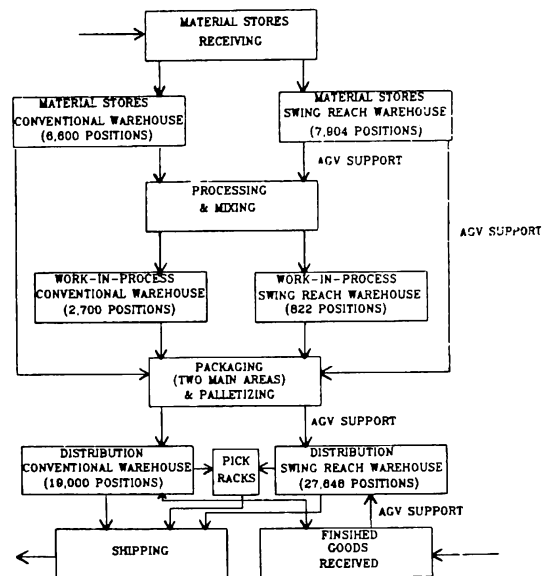 MATERIAL STORES
RECEIVING
MATERIAL STORES
CONVENTIONAL WAREHOUSE
(6,600 POSITIONS)
MATERIAL STORES
SWING REACH WAREHOUSE
(7,904 POSITIONS)
AGV SUPPORT
PROCESSING
& MIXING
AGV SUPPORT
WORK-IN-PROCESS
CONVENTIONAL WAREHOUSE
(2,700 POSITIONS)
WORK-IN-PROCESS
SWING REACH WAREHOUSE
(822 POSITIONS)
PACKAGING
(TWO MAIN AREAS)
& PALLETIZING
AGV SUPPORT
DISTRIBUTION
CONVENTIONAL WAREHOUSE
(19,000 POSITIONS)
PICK
RACKS
DISTRIBUTION
SWING REACH WAREHOUSE
(27,648 POSITIONS)
AGV SUPPORT
SHIPPING
FINSIHED
GOODS
RECEIVED